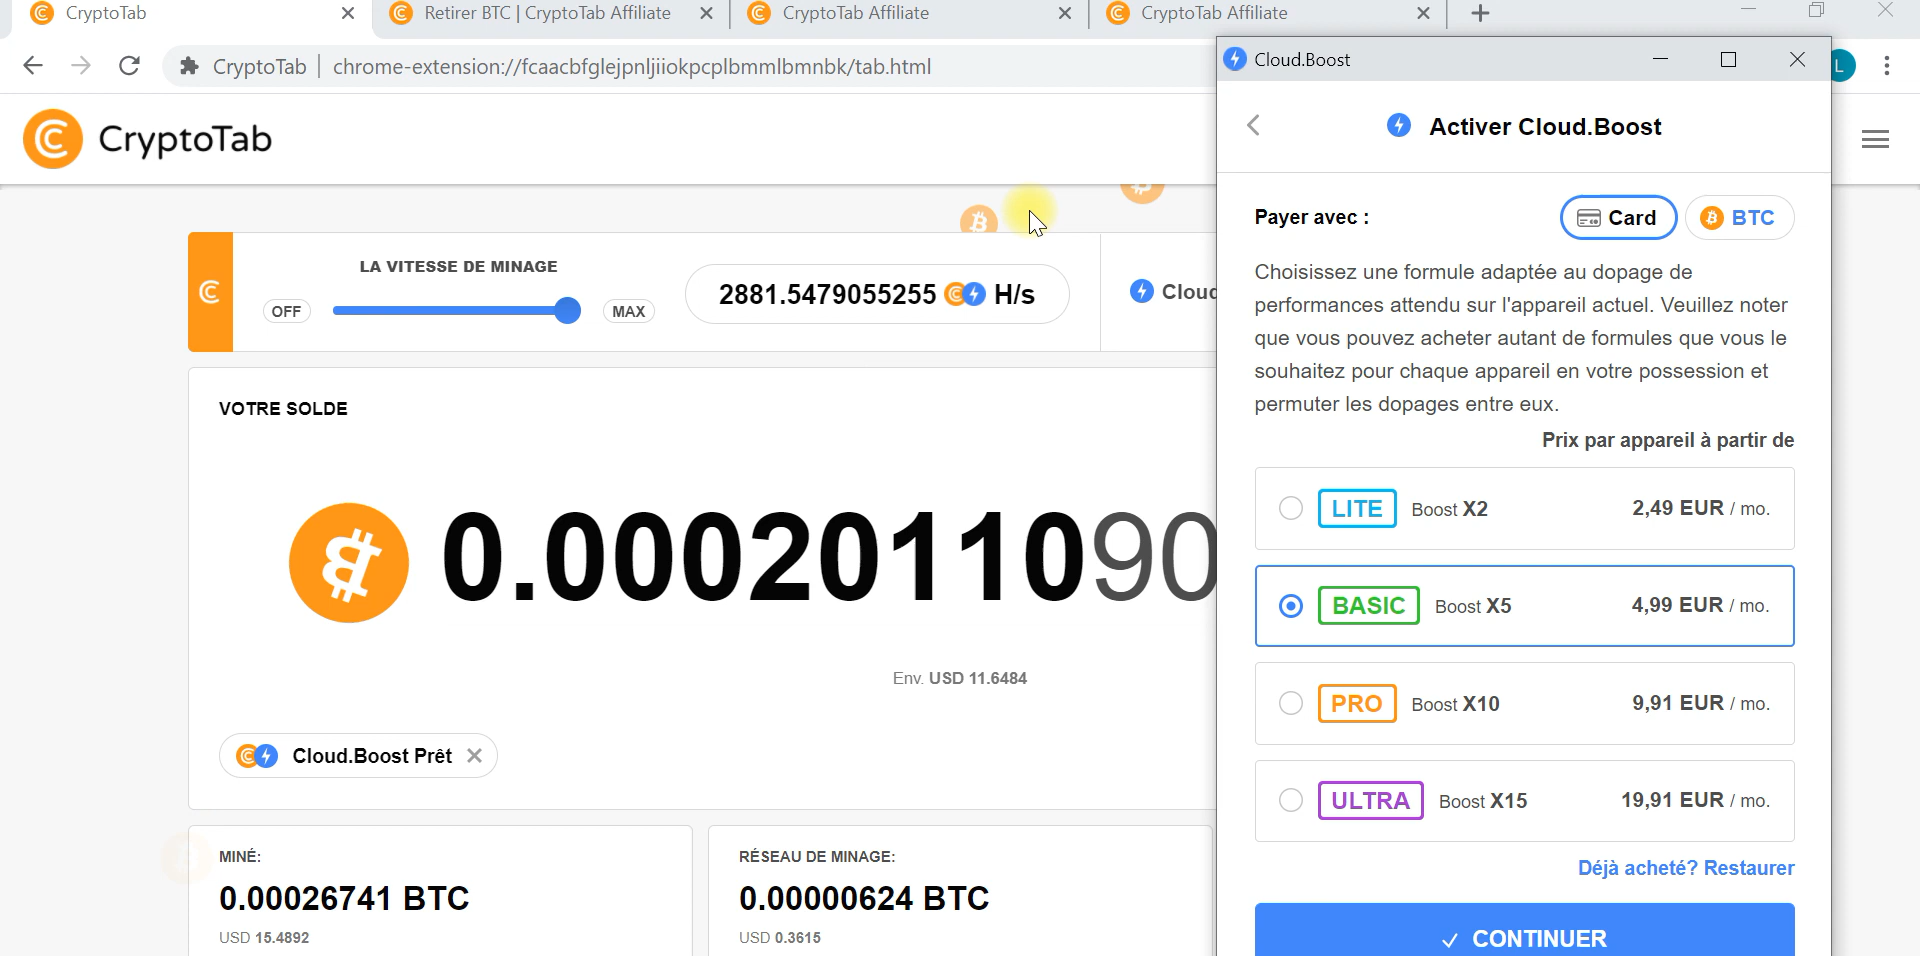 CryptoTab
Retirer BTC | CryptoTab Affiliate
CryptoTab Affiliate
CryptoTab Affiliate
CryptoTab
chrome-extension://fcaacbfglejpnljiiokpcplbmmlbmnbk/tab.html
L
CryptoTab
LA VITESSE DE MINAGE
OFF
MAX
2881.5479055255 H/s
Cloud
VOTRE SOLDE
0.0002011090
Env. USD 11.6484
Cloud.Boost Prêt
MINÉ:
0.00026741 BTC
USD 15.4892
RÉSEAU DE MINAGE:
0.00000624 BTC
USD 0.3615
Cloud.Boost
Activer Cloud.Boost
Payer avec :
Card
BTC
Choisissez une formule adaptée au dopage de
performances attendu sur l'appareil actuel. Veuillez noter
que vous pouvez acheter autant de formules que vous le
souhaitez pour chaque appareil en votre possession et
permuter les dopages entre eux.
Prix par appareil à partir de
LITE Boost X2 2,49 EUR / mo.
BASIC Boost X5 4,99 EUR / mo.
PRO Boost X10 9,91 EUR / mo.
ULTRA Boost X15 19,91 EUR / mo.
Déjà acheté? Restaurer
CONTINUER